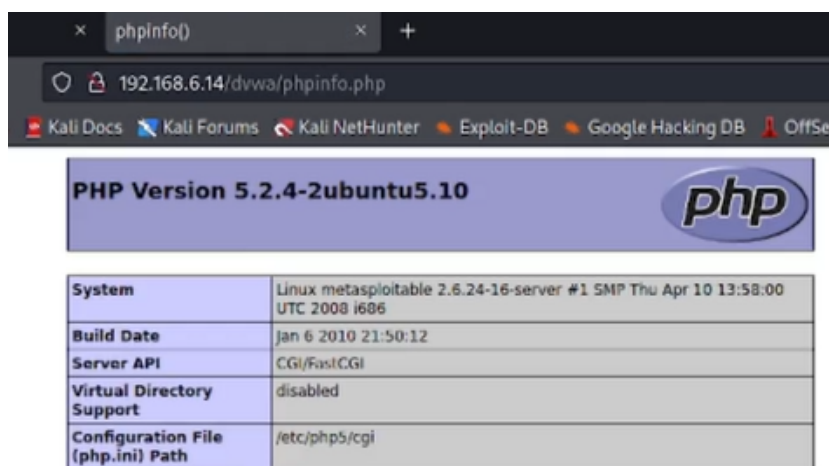 phpinfo()
192.168.6.14/dvwa/phpinfo.php
Kali Docs Kali Forums Kali NetHunter Exploit-DB Google Hacking DB OffSe
PHP Version 5.2.4-2ubuntu5.10
php
System Linux metasploitable 2.6.24-16-server #1 SMP Thu Apr 10 13:58:00
UTC 2008 i686
Build Date Jan 6 2010 21:50:12
Server API CGI/FastCGI
Virtual Directory disabled
Support
Configuration File /etc/php5/cgi
(php.ini) Path